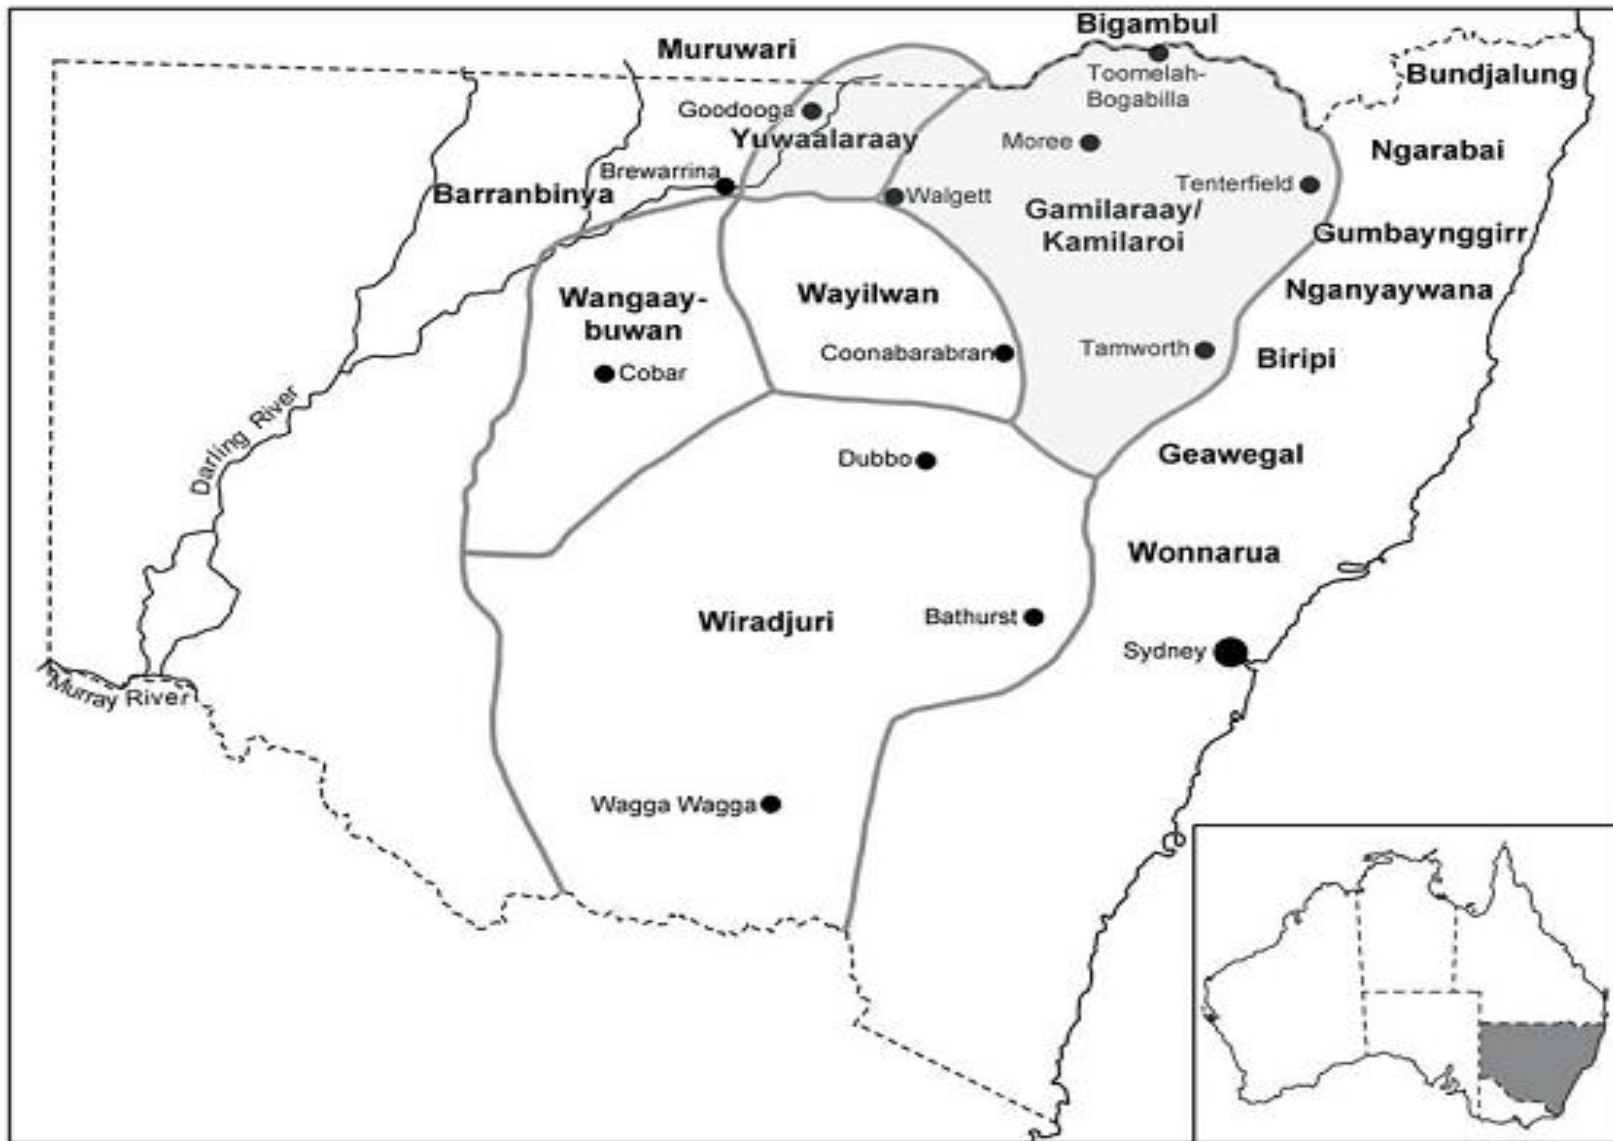 Bigambul
Muruwari
Toomelah-
Bogabilla
Bundjalung
Goodooga
Yuwaalaraay
Moree
Ngarabai
Brewarrina
Barranbinya
Walgett
Tenterfield
Gamilaraay/
Kamilaroi
Gumbaynggirr
Wangaay-
buwan
Wayilwan
Nganyaywana
Coonabarabran
Tamworth
Biripi
Cobar
Darling River
Dubbo
Geawegal
Wonnarua
Wiradjuri
Bathurst
Sydney
Murray River
Wagga Wagga